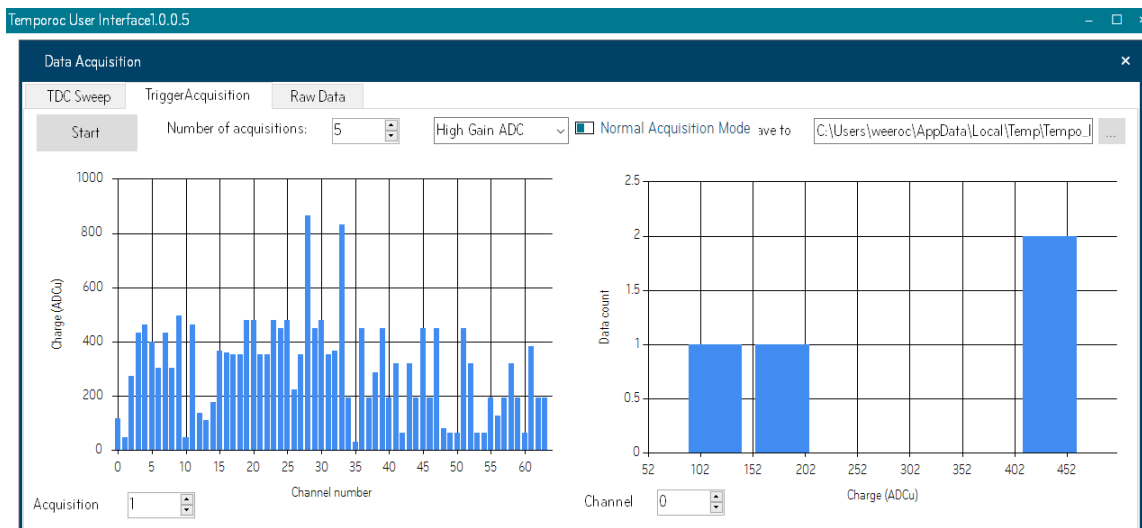 Temporoc User Interface1.0.0.5
Data Acquisition
TDC Sweep TriggerAcquisition Raw Data
Start Number of acquisitions: 5 High Gain ADC Normal Acquisition Mode ave to C:\Users\weeroc\AppData\Local\Temp\Tempo_ ...
1000
800
600
400
200
0
Charge (ADCu)
0 5 10 15 20 25 30 35 40 45 50 55 60
Channel number
Acquisition 1
2.5
2
1.5
1
0.5
0
Data count
52 102 152 202 252 302 352 402 452
Charge (ADCu)
Channel 0